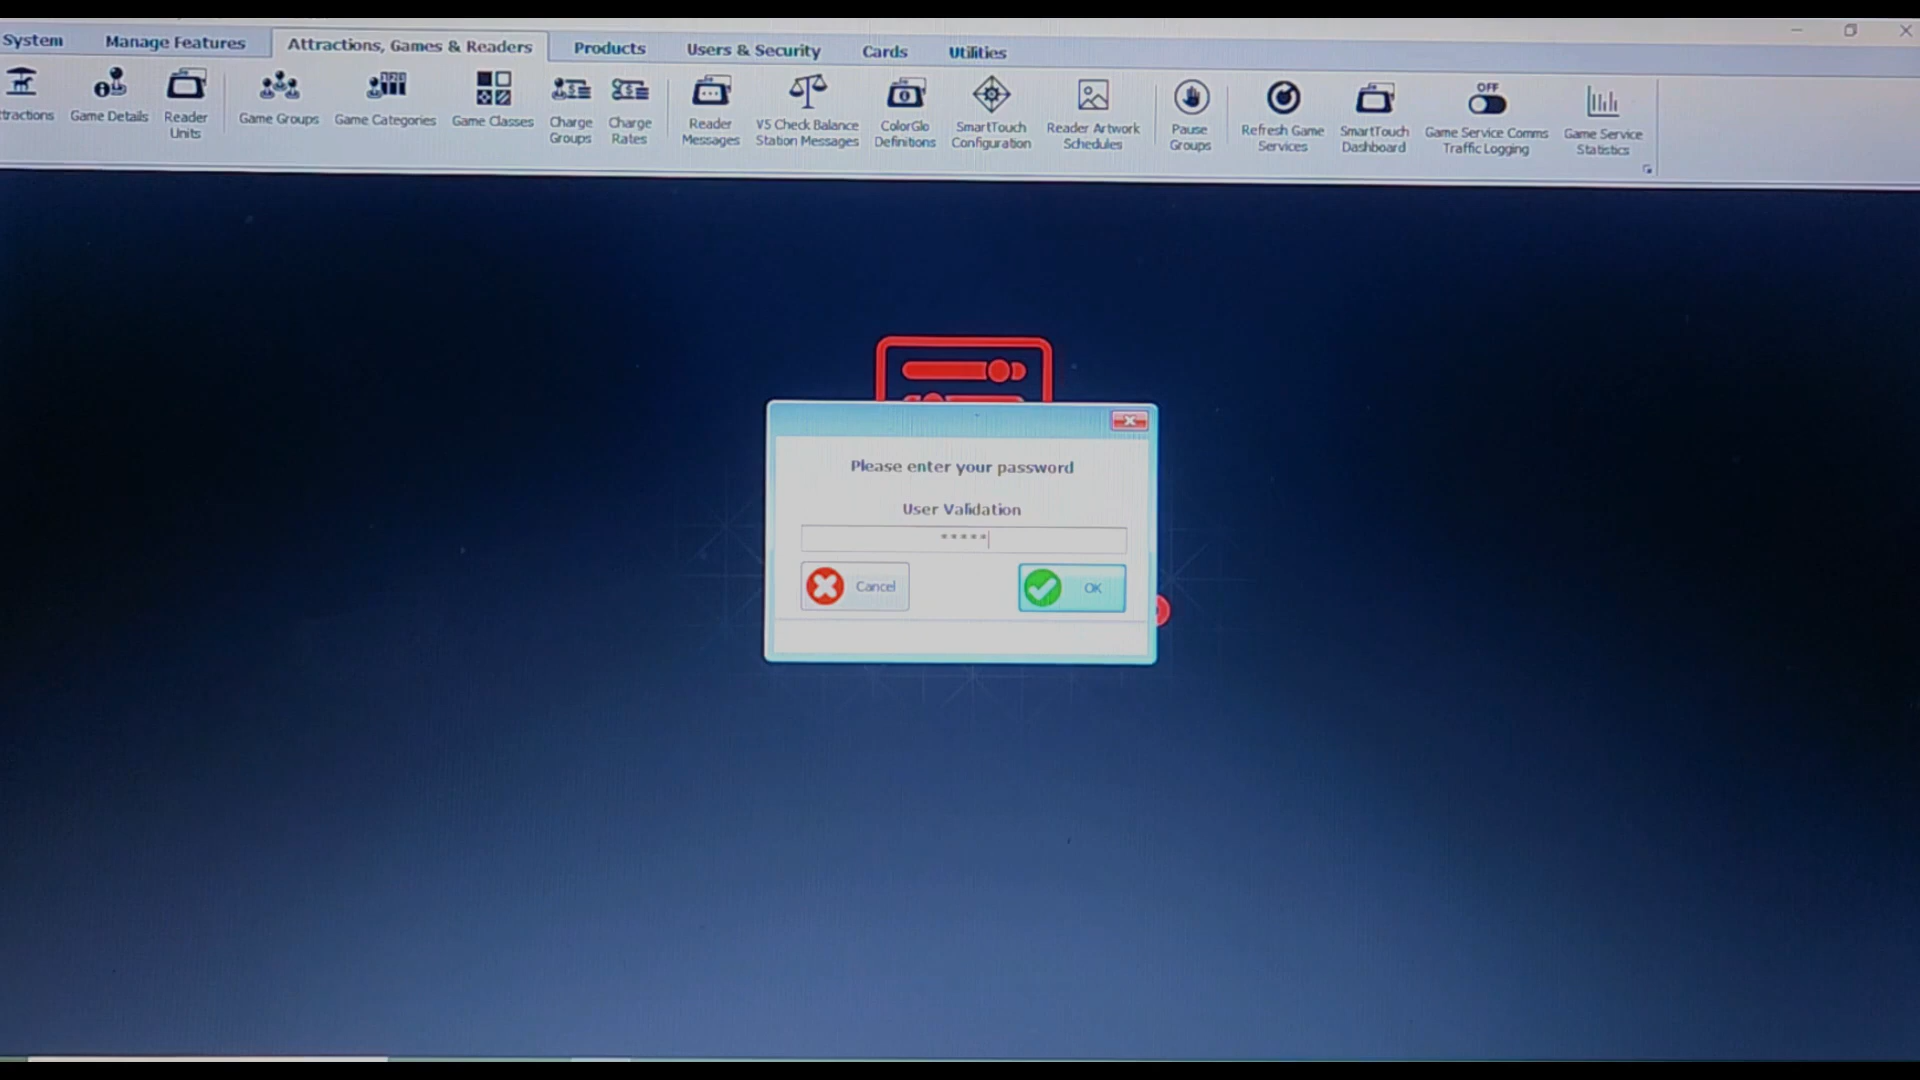 System Manage Features Attractions, Games & Readers Products Users & Security Cards Utilities
tractions
Game Details
Reader
Units
Game Groups
Game Categories
Game Classes
Charge
Groups
Charge
Rates
Reader
Messages
V5 Check Balance
Station Messages
ColorGlo
Definitions
SmartTouch
Configuration
Reader Artwork
Schedules
Pause
Groups
Refresh Game
Services
SmartTouch
Dashboard
OFF
Game Service Comms
Traffic Logging
Game Service
Statistics
Please enter your password
User Validation
*****
Cancel
OK